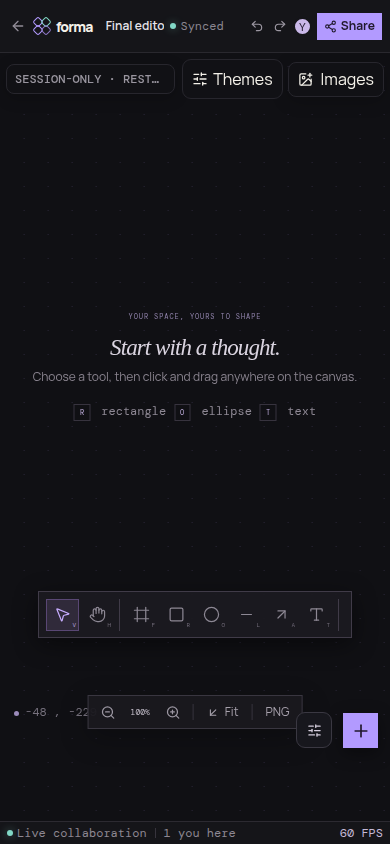 forma Final edito Synced Y Share
SESSION-ONLY · REST… Themes Images
YOUR SPACE, YOURS TO SHAPE
Start with a thought.
Choose a tool, then click and drag anywhere on the canvas.
R rectangle O ellipse T text
V H F R O L A T
-48 , -22 100% Fit PNG
Live collaboration 1 you here 60 FPS